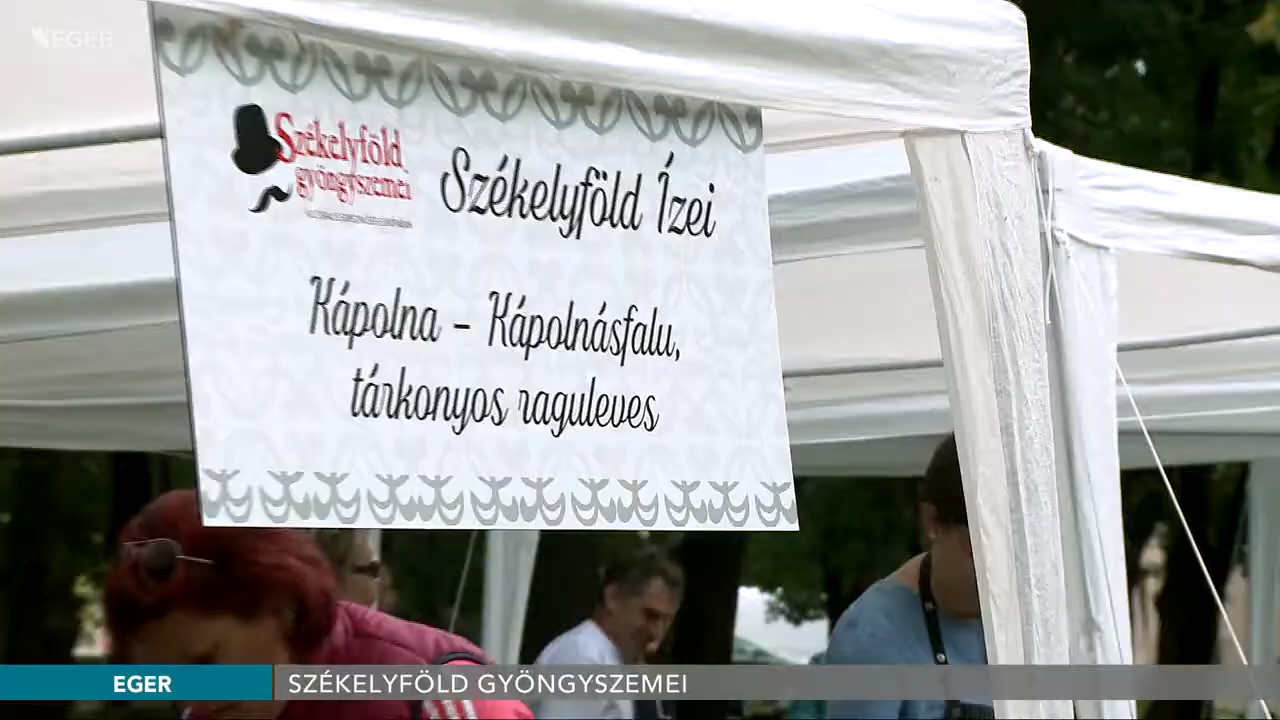 EGER
Székelyföld
gyöngyszemei
Székelyföld Ízei
Kápolna - Kápolnásfalu,
tárkonyos raguleves
EGER
SZÉKELYFÖLD GYÖNGYSZEMEI